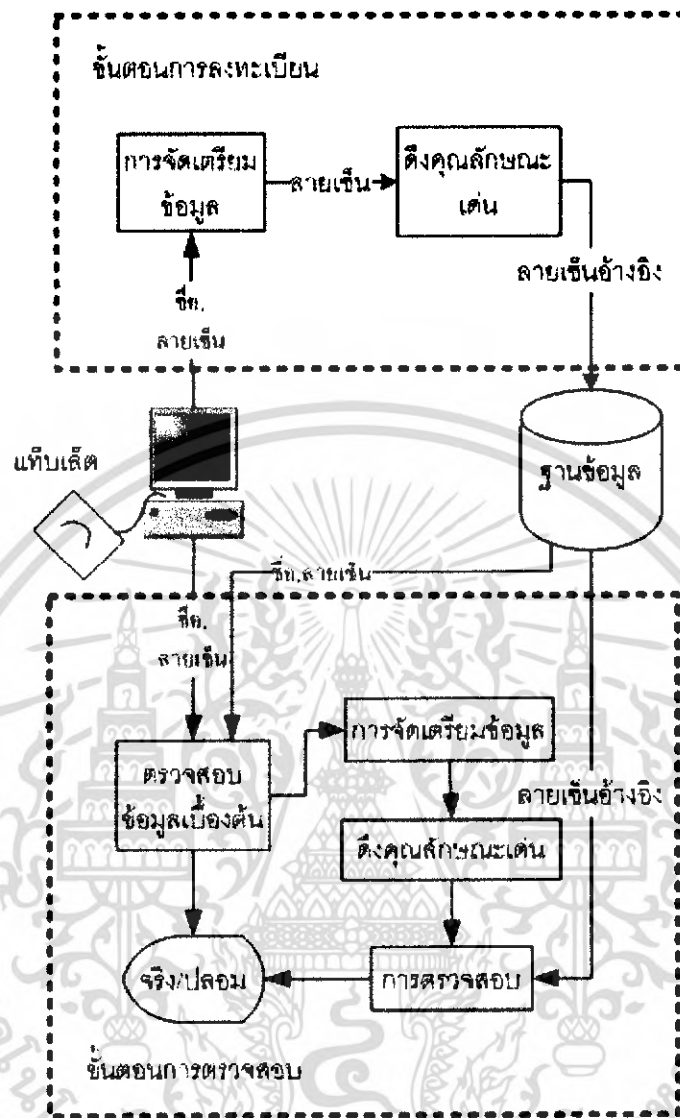 ขั้นตอนการลงทะเบียน
การจัดเตรียม
ข้อมูล
ลายเซ็น
ดึงคุณลักษณะ
เด่น
ชื่อ,
ลายเซ็น
ลายเซ็นอ้างอิง
แท็บเล็ต
ฐานข้อมูล
ชื่อ,ลายเซ็น
ชื่อ,
ลายเซ็น
ตรวจสอบ
ข้อมูลเบื้องต้น
การจัดเตรียมข้อมูล
ดึงคุณลักษณะเด่น
ลายเซ็นอ้างอิง
จริง/ปลอม
การตรวจสอบ
ขั้นตอนการตรวจสอบ